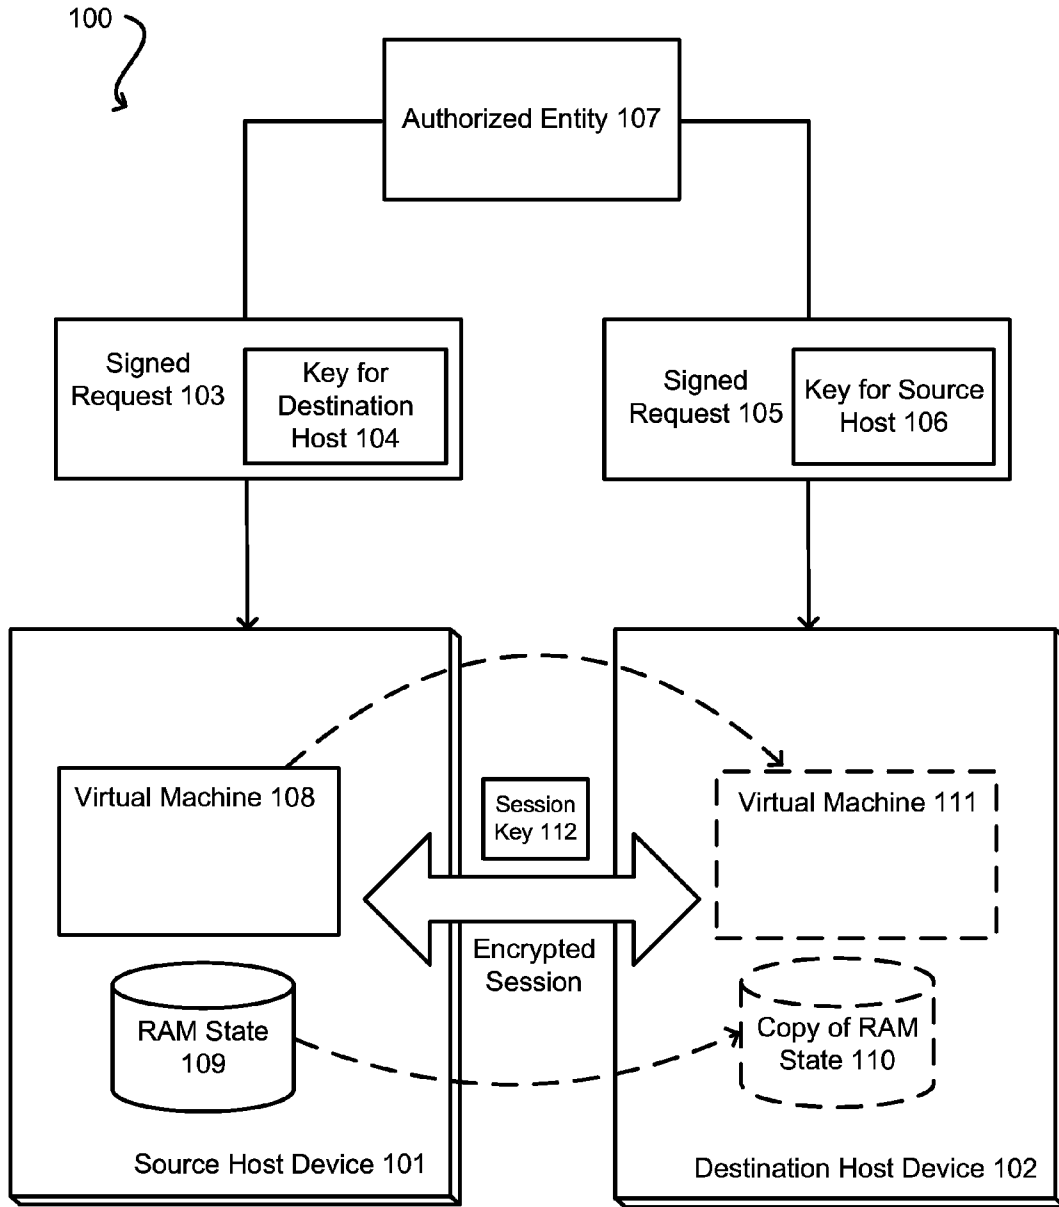 100
Authorized Entity 107
Signed
Request 103
Key for
Destination
Host 104
Signed
Request 105
Key for Source
Host 106
Virtual Machine 108
Session
Key 112
Virtual Machine 111
Encrypted
Session
RAM State
109
Copy of RAM
State 110
Source Host Device 101
Destination Host Device 102